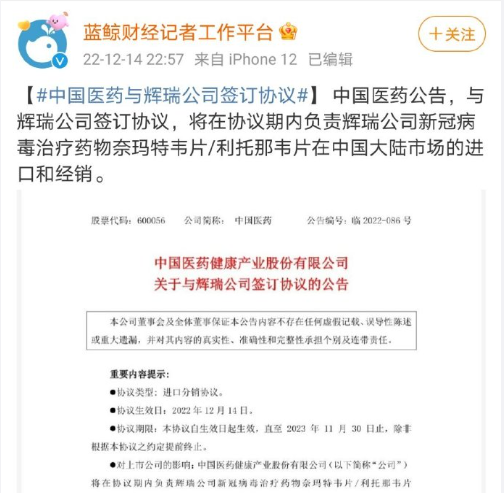 蓝鲸财经记者工作平台
22-12-14 22:57 来自 iPhone 12 已编辑
+关注
【#中国医药与辉瑞公司签订协议#】 中国医药公告，与
辉瑞公司签订协议，将在协议期内负责辉瑞公司新冠病
毒治疗药物奈玛特韦片/利托那韦片在中国大陆市场的进
口和经销。
股票代码：600056 公司简称： 中国医药 公告编号：临 2022-086 号
中国医药健康产业股份有限公司
关于与辉瑞公司签订协议的公告
本公司董事会及全体董事保证本公告内容不存在任何虚假记载、误导性陈述
或重大遗漏，并对其内容的真实性、准确性和完整性承担个别及连带责任。
重要内容提示：
●协议类型：进口分销协议。
●协议生效日：2022 年 12 月 14 日。
●协议期限：本协议自生效日起生效，直至 2023 年 11 月 30 日止，除非
根据本协议之约定提前终止。
●对上市公司的影响：中国医药健康产业股份有限公司（以下简称“公司”）
将在协议期内负责辉瑞公司新冠病毒治疗药物奈玛特韦片/利托那韦片